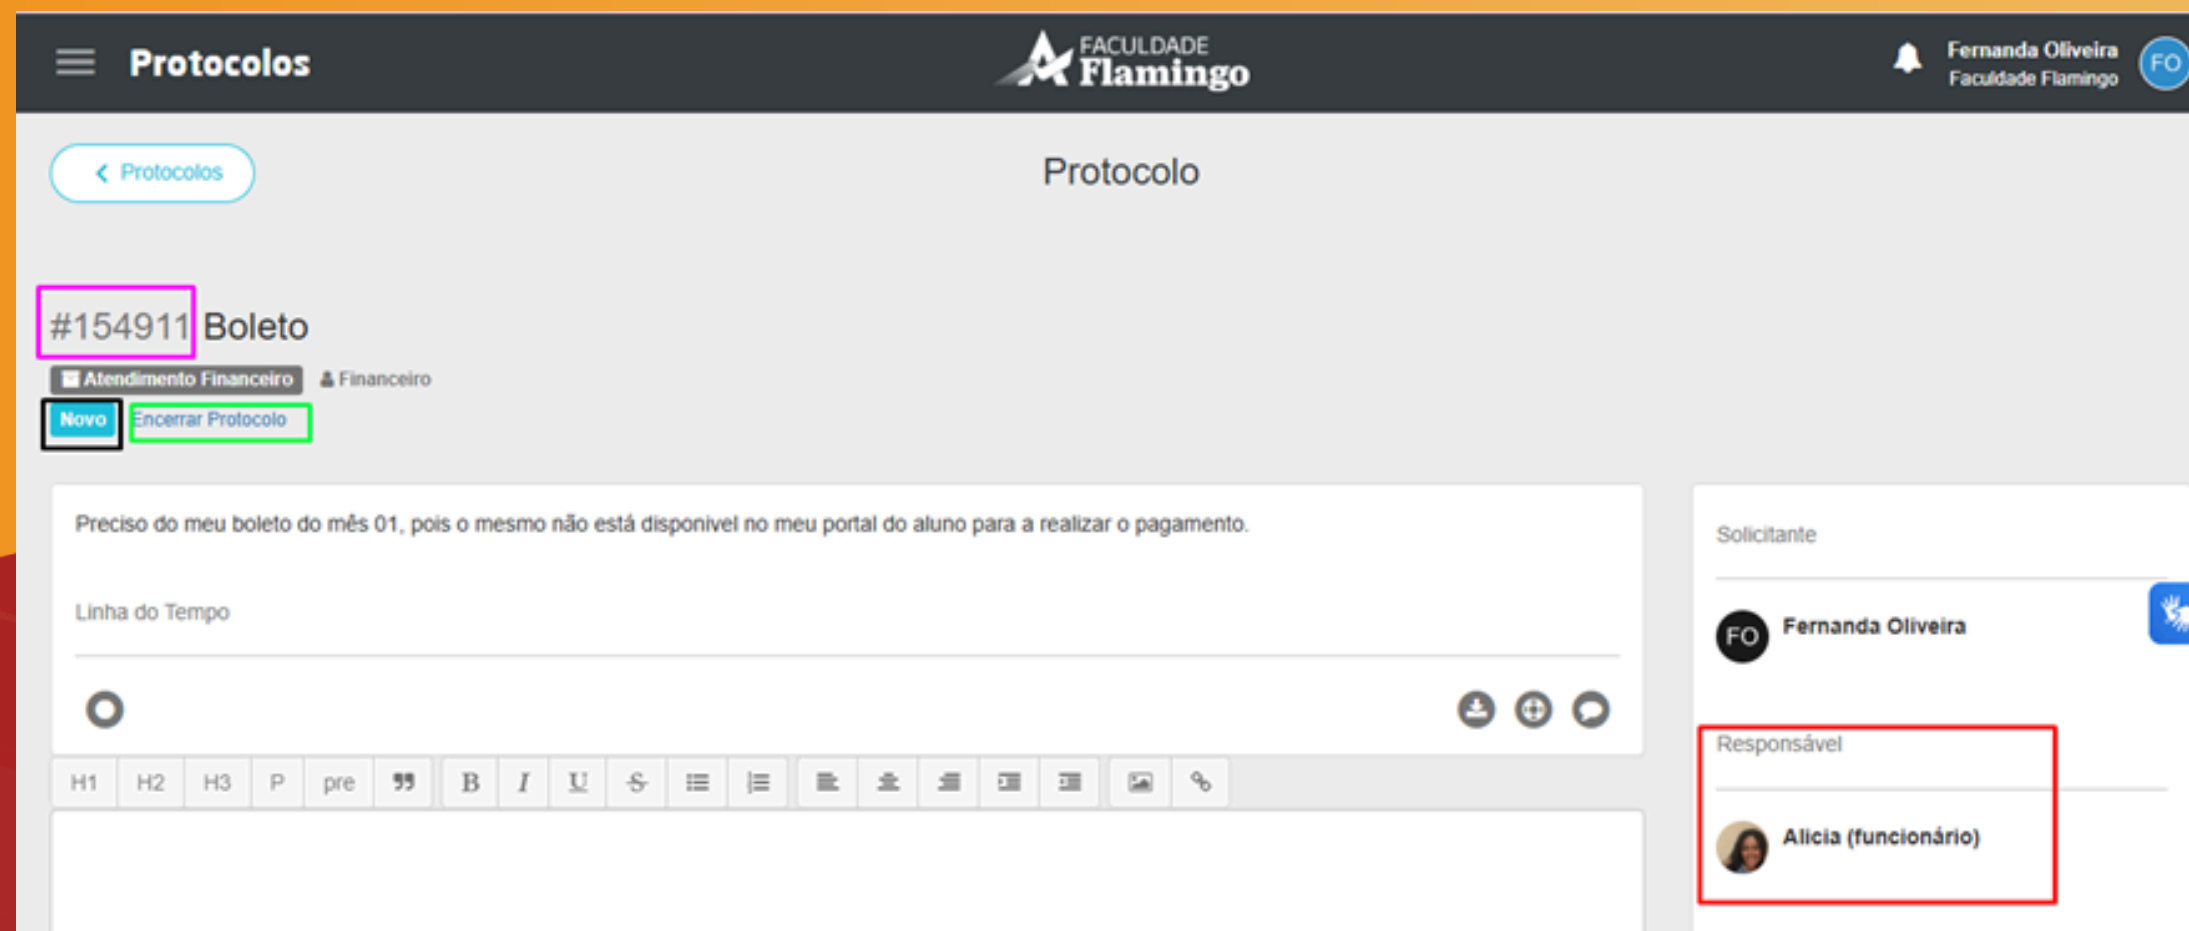 Protocolos
FACULDADE
Flamingo
Fernanda Oliveira
Faculdade Flamingo
FO
Protocolos
Protocolo
#154911 Boleto
Atendimento Financeiro Financeiro
Novo Encerrar Protocolo
Preciso do meu boleto do mês 01, pois o mesmo não está disponivel no meu portal do aluno para a realizar o pagamento.
Linha do Tempo
H1 H2 H3 P pre B I U S
Solicitante
FO Fernanda Oliveira
Responsável
Alicia (funcionário)